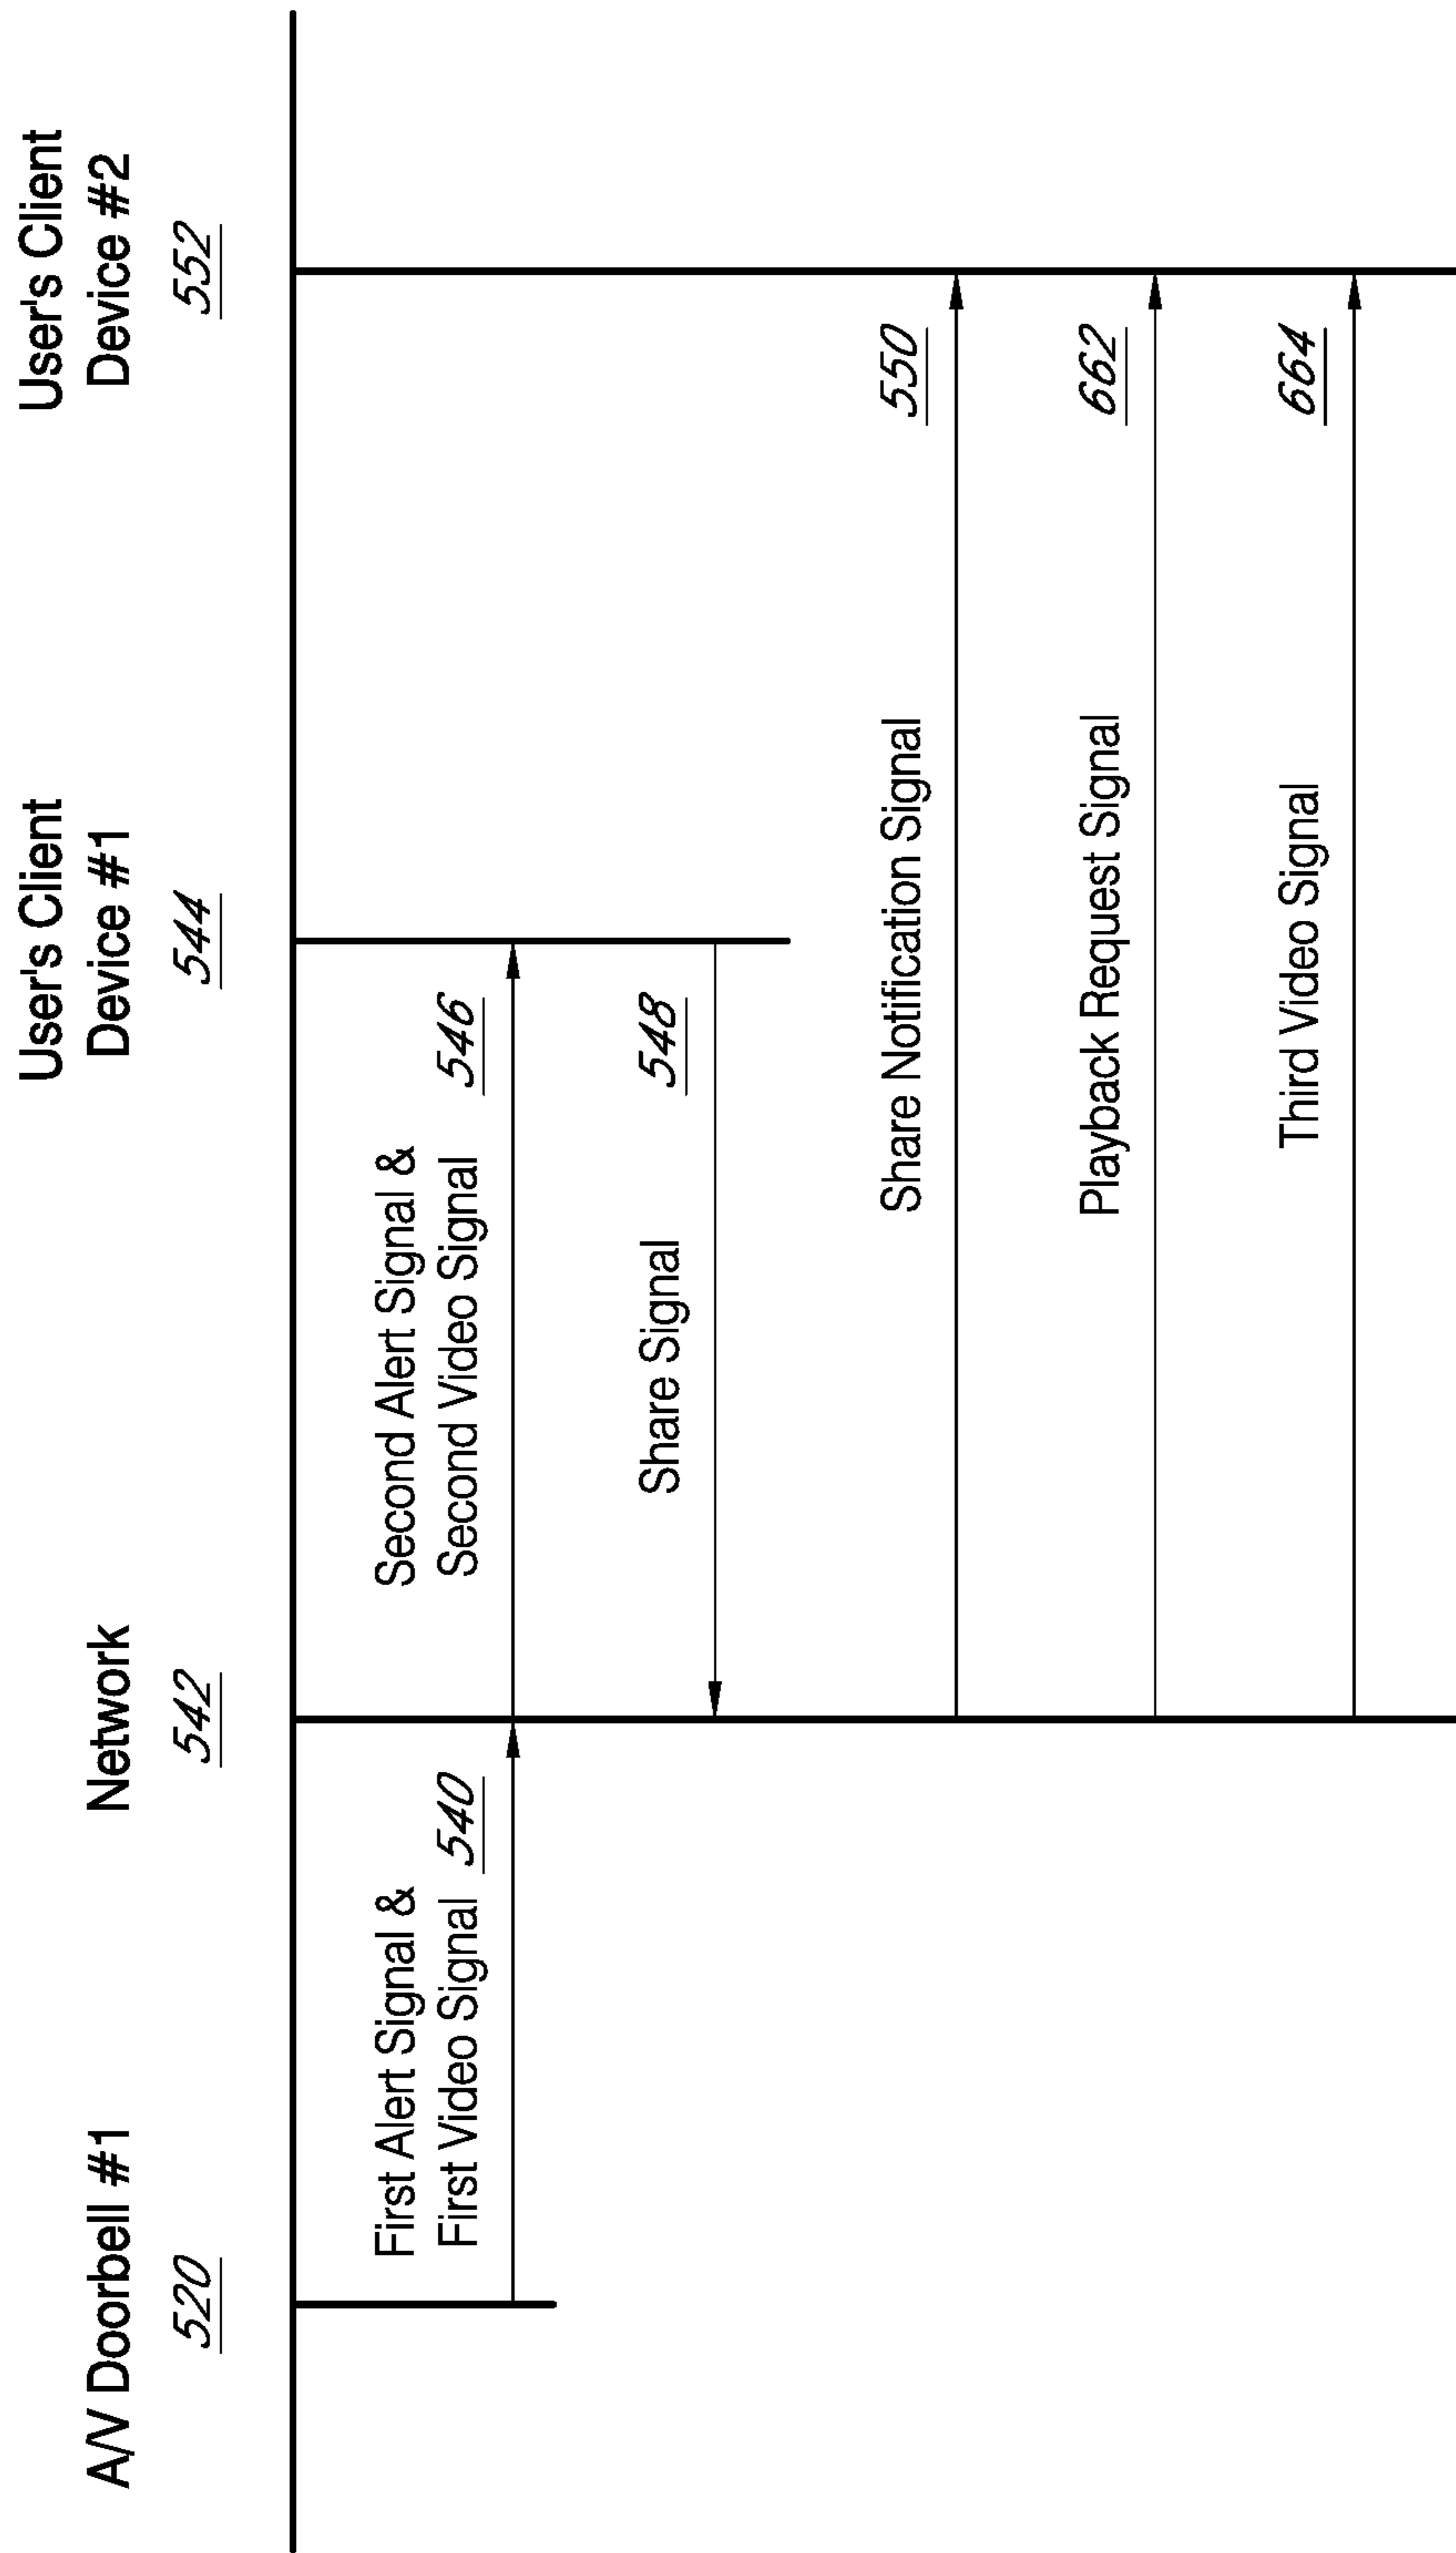 A/V Doorbell #1
520
Network
542
User's Client
Device #1
544
User's Client
Device #2
552
First Alert Signal &
First Video Signal 540
Second Alert Signal &
Second Video Signal 546
Share Signal 548
Share Notification Signal 550
Playback Request Signal 662
Third Video Signal 664